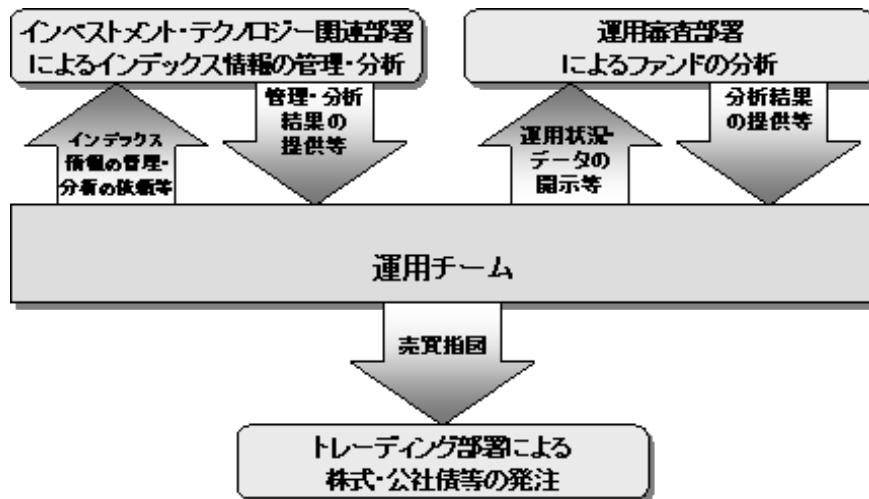 インベストメント・テクノロジー関連部署
によるインデックス情報の管理・分析
運用審査部署
によるファンドの分析
インデックス
情報の管理・
分析の依頼等
管理・分析
結果の
提供等
運用状況・
データの
開示等
分析結果
の提供等
運用チーム
売買指図
トレーディング部署による
株式・公社債等の発注